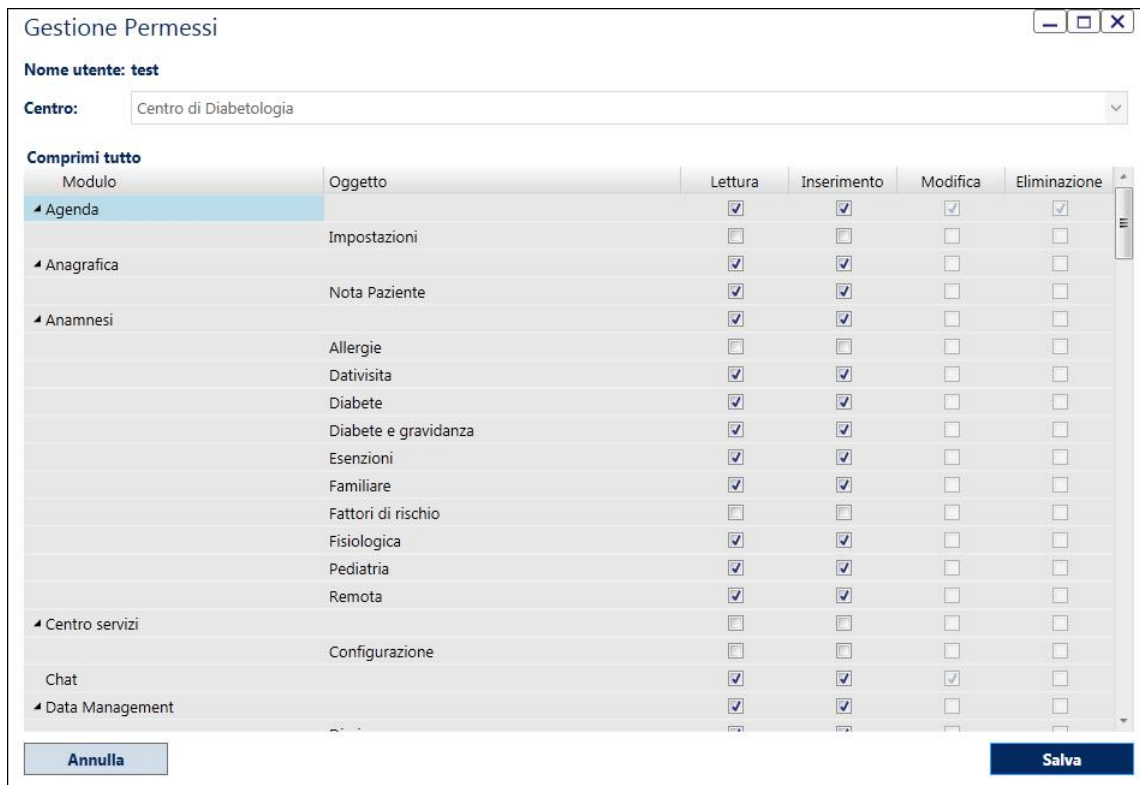 Gestione Permessi
Nome utente: test
Centro: Centro di Diabetologia
Comprimi tutto
Modulo Oggetto Lettura Inserimento Modifica Eliminazione
Agenda
Impostazioni
Anagrafica
Nota Paziente
Anamnesi
Allergie
Dativisita
Diabete
Diabete e gravidanza
Esenzioni
Familiare
Fattori di rischio
Fisiologica
Pediatria
Remota
Centro servizi
Configurazione
Chat
Data Management
Annulla Salva